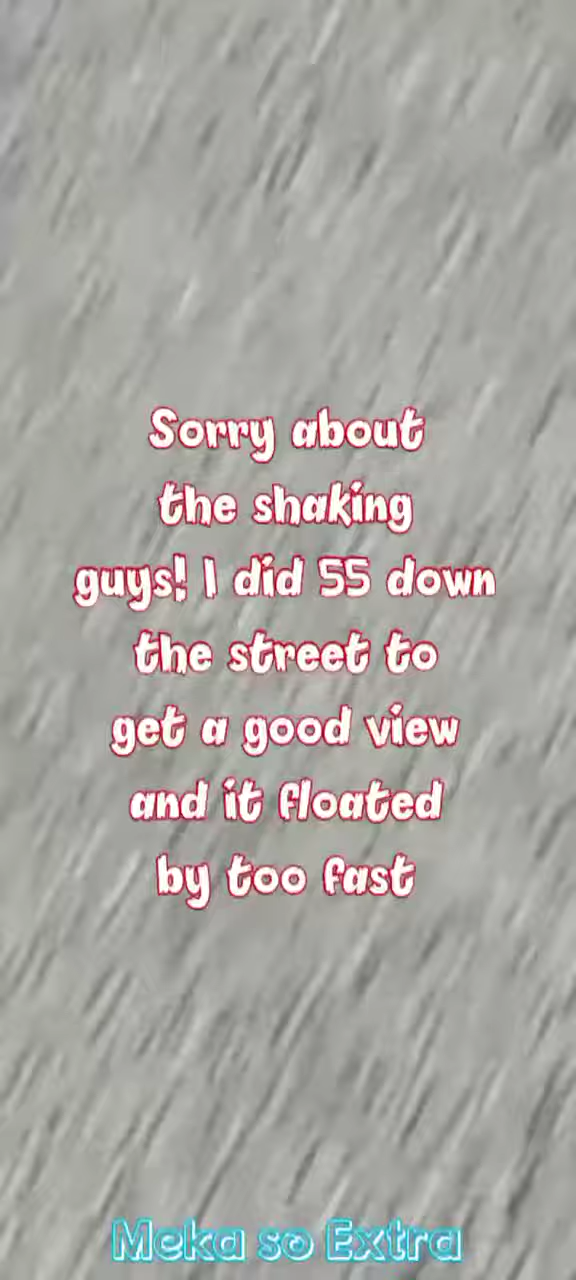 Sorry about
the shaking
guys! I did 55 down
the street to
get a good view
and it floated
by too fast
Meka so Extra